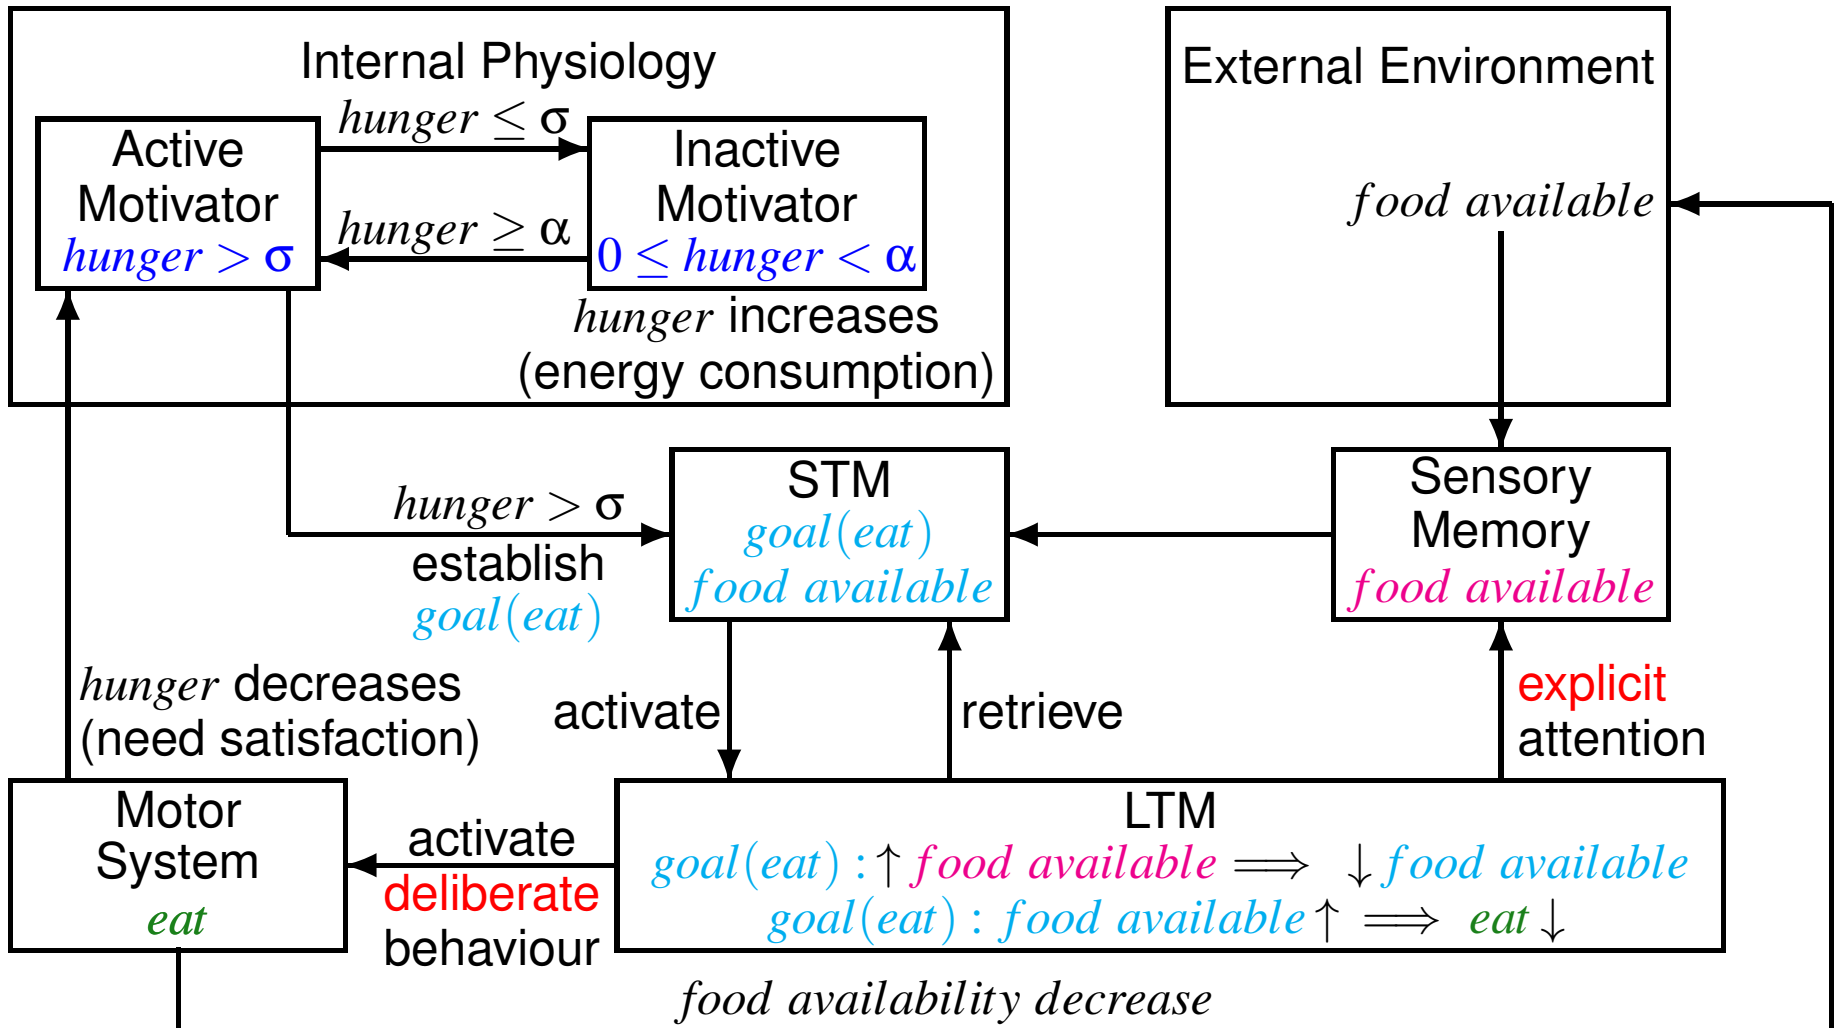 Internal Physiology
External Environment
hunger ≤ σ
Active
Motivator
hunger > σ
Inactive
Motivator
0 ≤ hunger < α
hunger ≥ α
food available
hunger increases
(energy consumption)
STM
goal(eat)
food available
Sensory
Memory
food available
hunger > σ
establish
goal(eat)
hunger decreases
(need satisfaction)
activate
retrieve
explicit
attention
Motor
System
eat
activate
deliberate
behaviour
LTM
goal(eat) : ↑ food available ⟹ ↓ food available
goal(eat) : food available ↑ ⟹ eat ↓
food availability decrease